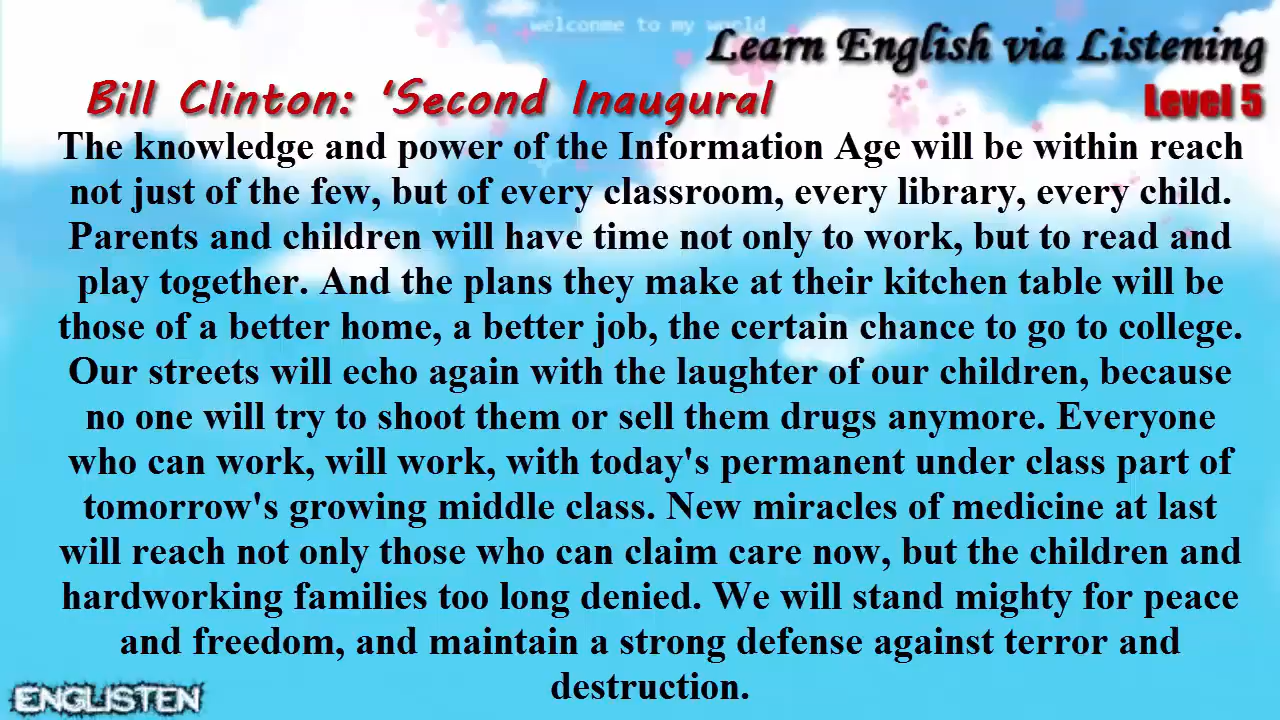 welconme to my world
Learn English via Listening
Bill Clinton: 'Second Inaugural
Level 5
The knowledge and power of the Information Age will be within reach
not just of the few, but of every classroom, every library, every child.
Parents and children will have time not only to work, but to read and
play together. And the plans they make at their kitchen table will be
those of a better home, a better job, the certain chance to go to college.
Our streets will echo again with the laughter of our children, because
no one will try to shoot them or sell them drugs anymore. Everyone
who can work, will work, with today's permanent under class part of
tomorrow's growing middle class. New miracles of medicine at last
will reach not only those who can claim care now, but the children and
hardworking families too long denied. We will stand mighty for peace
and freedom, and maintain a strong defense against terror and
destruction.
ENGLISTEN